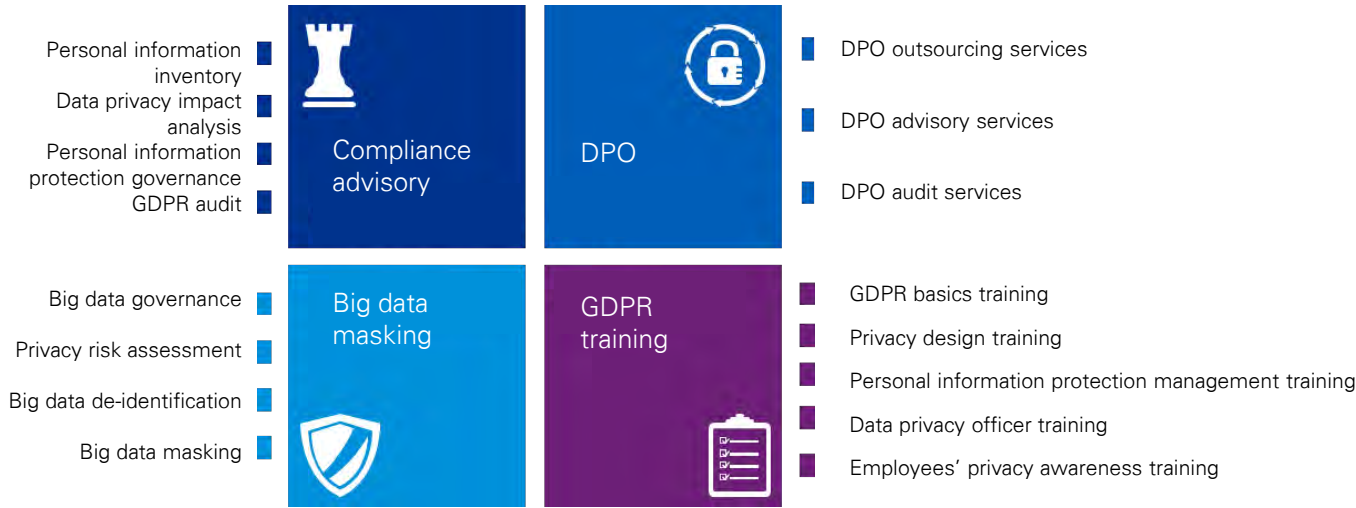 Personal information
inventory
Data privacy impact
analysis
Personal information
protection governance
GDPR audit
Compliance
advisory
DPO
DPO outsourcing services
DPO advisory services
DPO audit services
Big data governance
Privacy risk assessment
Big data de-identification
Big data masking
Big data
masking
GDPR
training
GDPR basics training
Privacy design training
Personal information protection management training
Data privacy officer training
Employees’ privacy awareness training